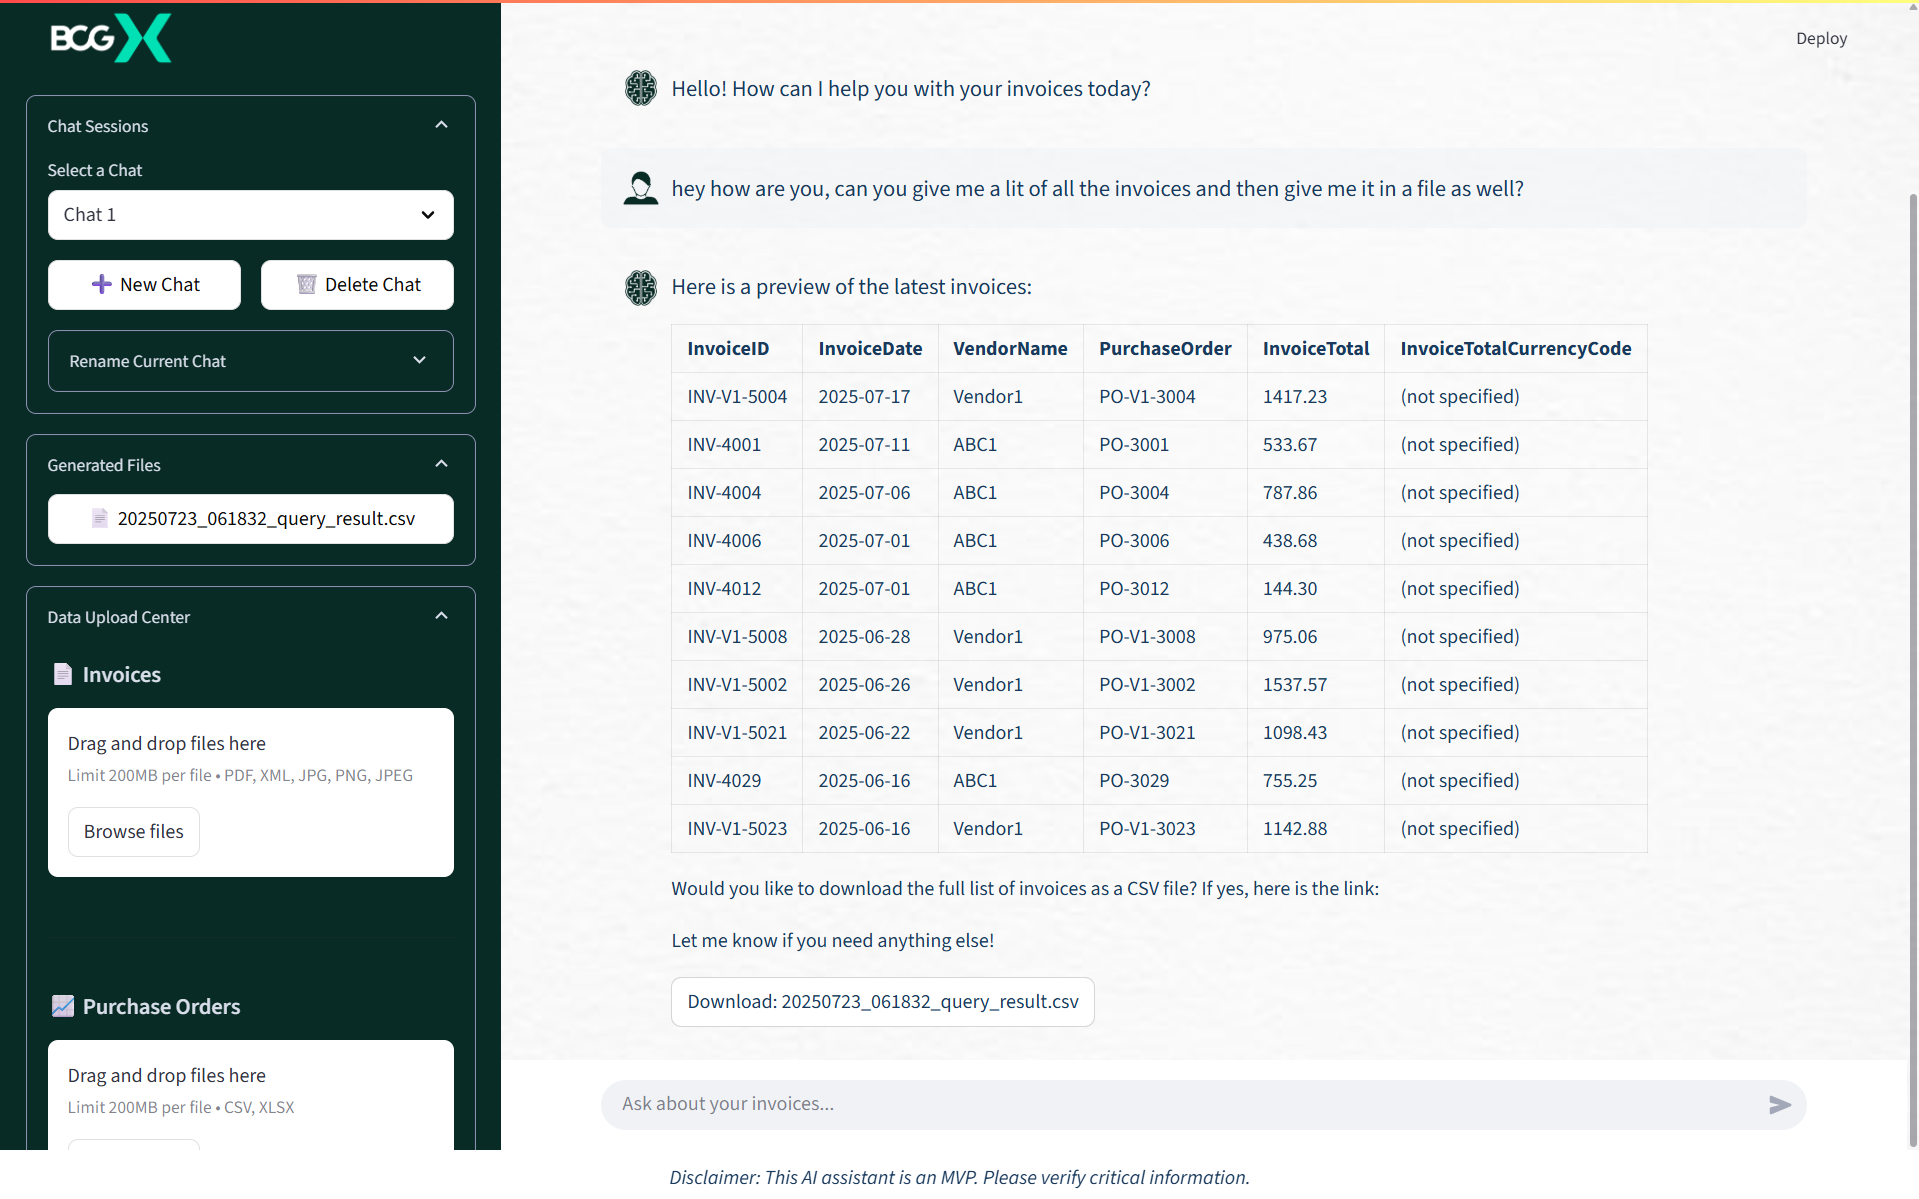 BCG X
Chat Sessions
Select a Chat
Chat 1
New Chat
Delete Chat
Rename Current Chat
Generated Files
20250723_061832_query_result.csv
Data Upload Center
Invoices
Drag and drop files here
Limit 200MB per file • PDF, XML, JPG, PNG, JPEG
Browse files
Purchase Orders
Drag and drop files here
Limit 200MB per file • CSV, XLSX
Deploy
Hello! How can I help you with your invoices today?
hey how are you, can you give me a lit of all the invoices and then give me it in a file as well?
Here is a preview of the latest invoices:
InvoiceID InvoiceDate VendorName PurchaseOrder InvoiceTotal InvoiceTotalCurrencyCode
INV-V1-5004 2025-07-17 Vendor1 PO-V1-3004 1417.23 (not specified)
INV-4001 2025-07-11 ABC1 PO-3001 533.67 (not specified)
INV-4004 2025-07-06 ABC1 PO-3004 787.86 (not specified)
INV-4006 2025-07-01 ABC1 PO-3006 438.68 (not specified)
INV-4012 2025-07-01 ABC1 PO-3012 144.30 (not specified)
INV-V1-5008 2025-06-28 Vendor1 PO-V1-3008 975.06 (not specified)
INV-V1-5002 2025-06-26 Vendor1 PO-V1-3002 1537.57 (not specified)
INV-V1-5021 2025-06-22 Vendor1 PO-V1-3021 1098.43 (not specified)
INV-4029 2025-06-16 ABC1 PO-3029 755.25 (not specified)
INV-V1-5023 2025-06-16 Vendor1 PO-V1-3023 1142.88 (not specified)
Would you like to download the full list of invoices as a CSV file? If yes, here is the link:
Let me know if you need anything else!
Download: 20250723_061832_query_result.csv
Ask about your invoices...
Disclaimer: This AI assistant is an MVP. Please verify critical information.